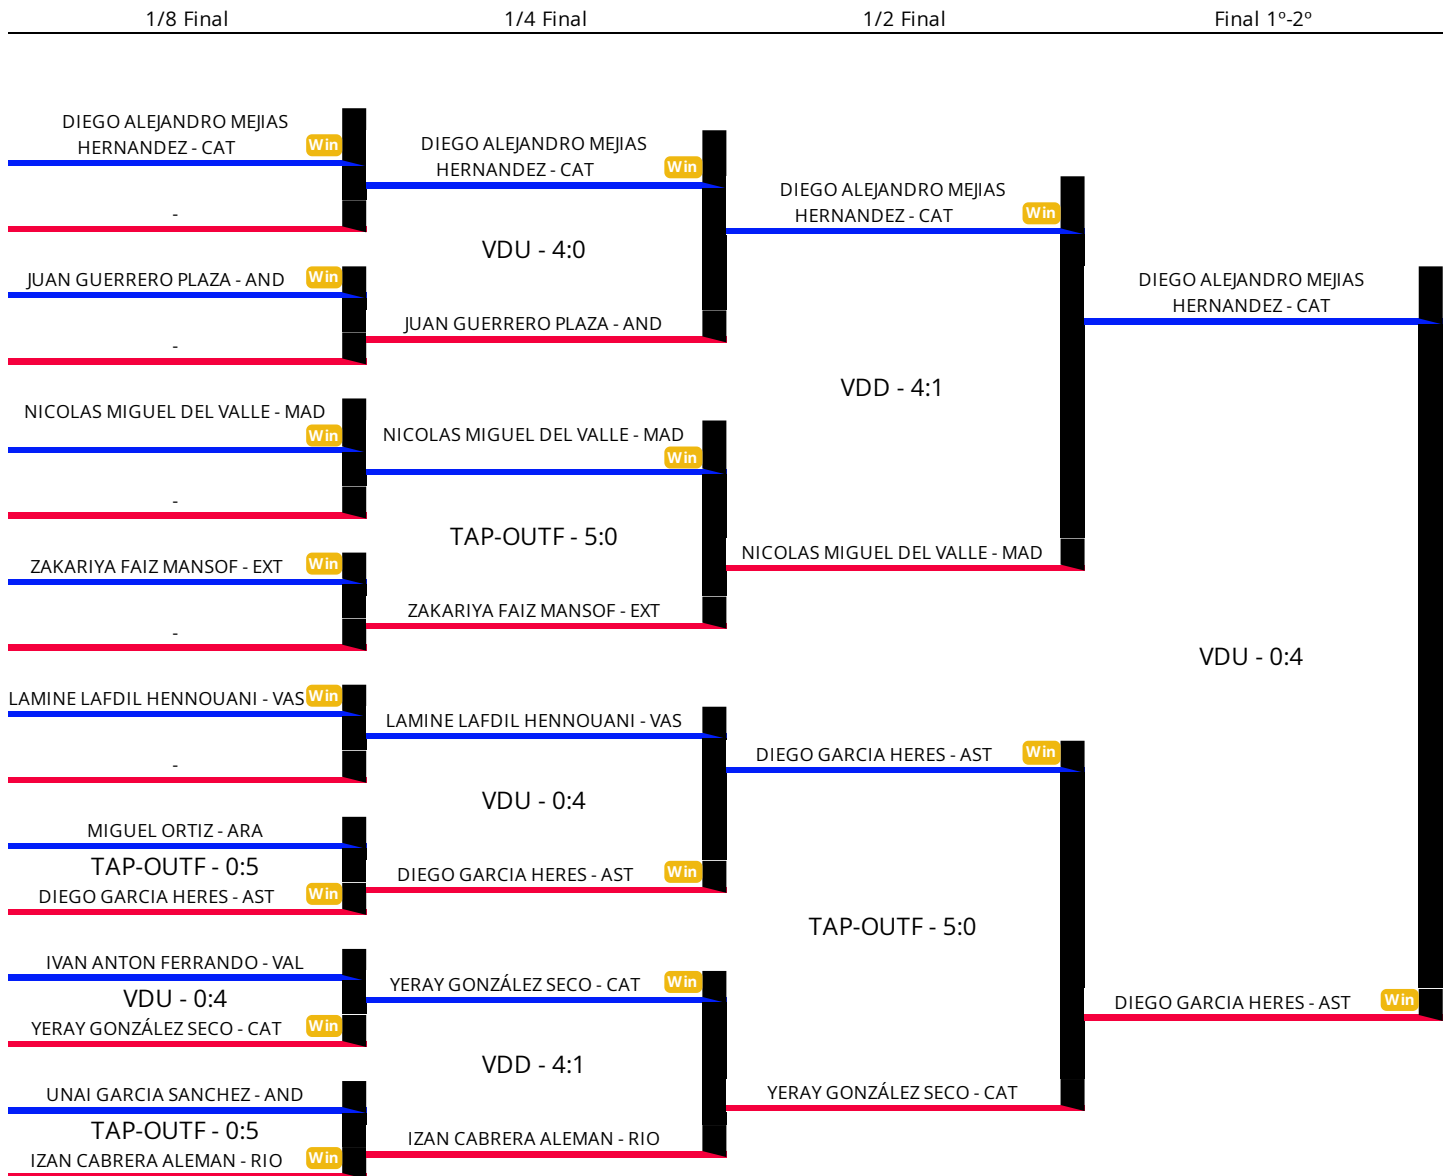 1/8 Final
1/4 Final
1/2 Final
Final 1º-2º
DIEGO ALEJANDRO MEJIAS
HERNANDEZ - CAT
Win
-
JUAN GUERRERO PLAZA - AND
Win
-
NICOLAS MIGUEL DEL VALLE - MAD
Win
-
ZAKARIYA FAIZ MANSOF - EXT
Win
-
LAMINE LAFDIL HENNOUANI - VAS
Win
-
MIGUEL ORTIZ - ARA
TAP-OUTF - 0:5
DIEGO GARCIA HERES - AST
Win
IVAN ANTON FERRANDO - VAL
VDU - 0:4
YERAY GONZÁLEZ SECO - CAT
Win
UNAI GARCIA SANCHEZ - AND
TAP-OUTF - 0:5
IZAN CABRERA ALEMAN - RIO
Win
DIEGO ALEJANDRO MEJIAS
HERNANDEZ - CAT
Win
VDU - 4:0
JUAN GUERRERO PLAZA - AND
NICOLAS MIGUEL DEL VALLE - MAD
Win
TAP-OUTF - 5:0
ZAKARIYA FAIZ MANSOF - EXT
LAMINE LAFDIL HENNOUANI - VAS
VDU - 0:4
DIEGO GARCIA HERES - AST
Win
YERAY GONZÁLEZ SECO - CAT
Win
VDD - 4:1
IZAN CABRERA ALEMAN - RIO
DIEGO ALEJANDRO MEJIAS
HERNANDEZ - CAT
Win
VDD - 4:1
NICOLAS MIGUEL DEL VALLE - MAD
DIEGO GARCIA HERES - AST
Win
TAP-OUTF - 5:0
YERAY GONZÁLEZ SECO - CAT
DIEGO ALEJANDRO MEJIAS
HERNANDEZ - CAT
VDU - 0:4
DIEGO GARCIA HERES - AST
Win